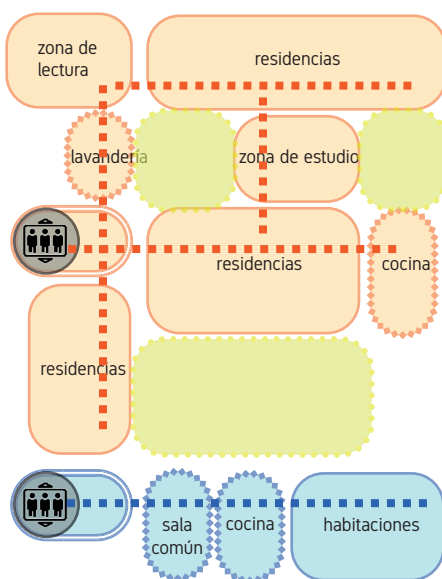 zona de
lectura
residencias
lavandería
zona de estudio
residencias
cocina
residencias
sala
común
cocina
habitaciones